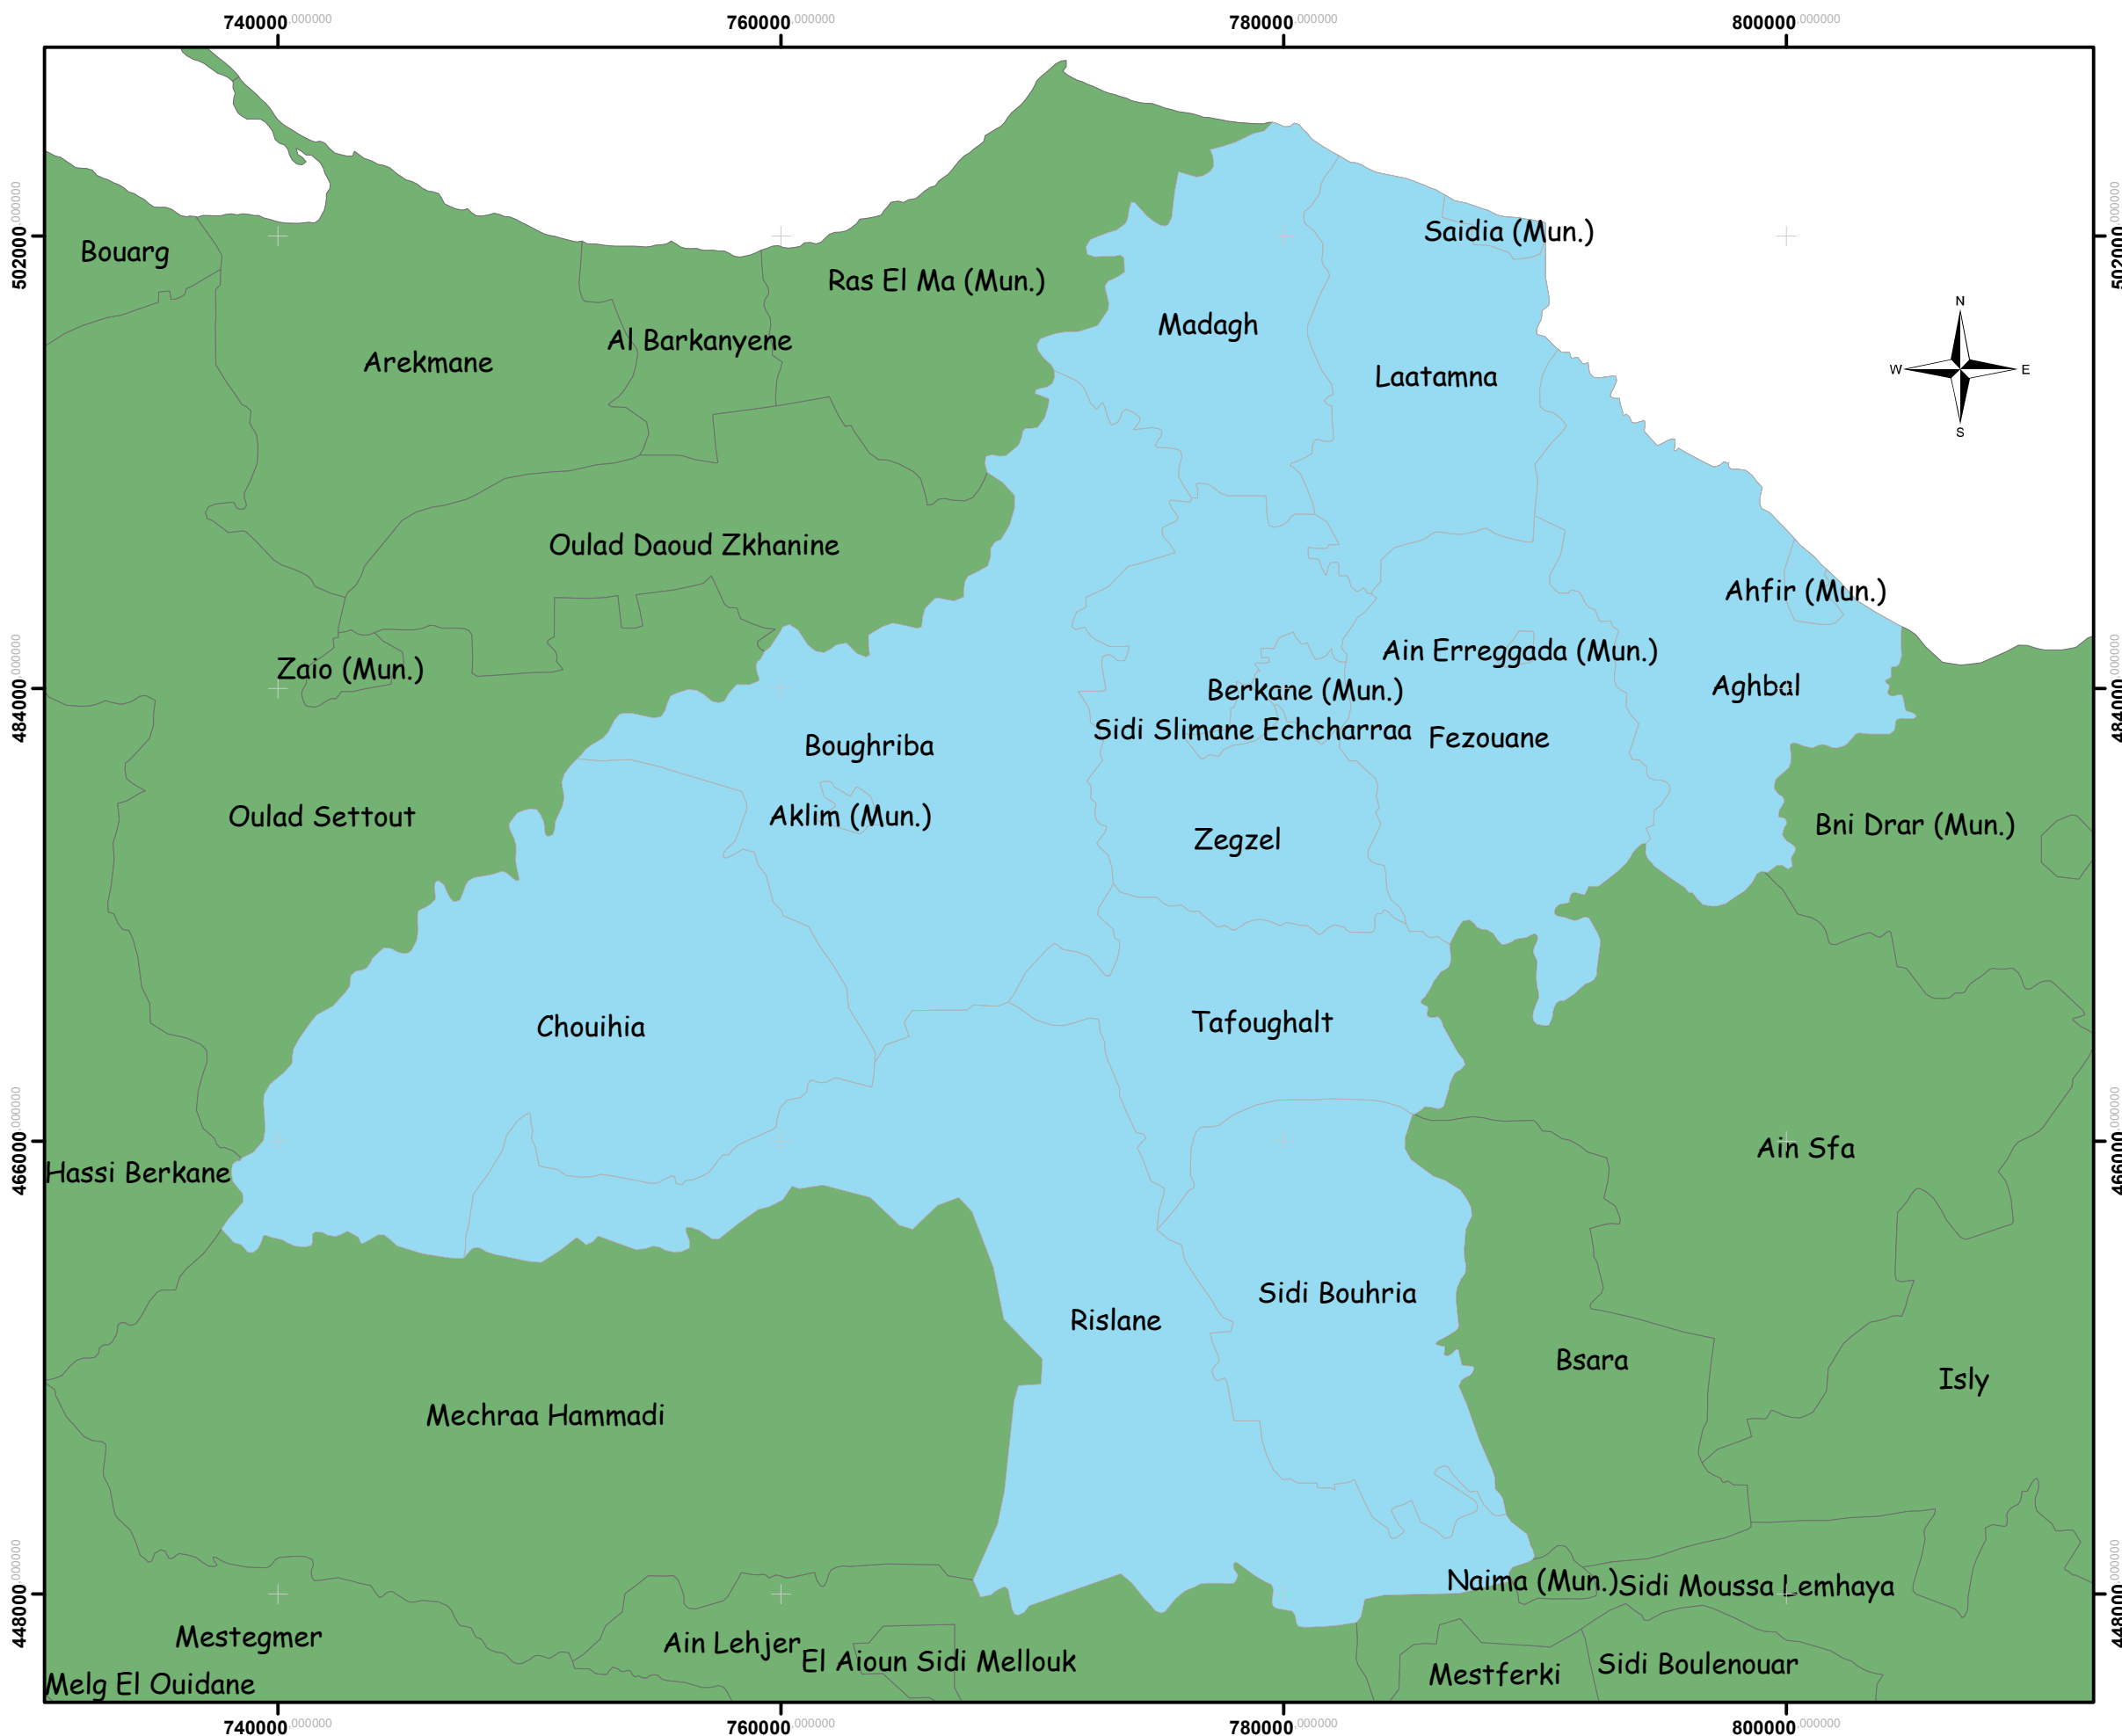 740000,000000 760000,000000 780000,000000 800000,000000
502000,000000
502000,000000
Saidia (Mun.)
Bouarg
Ras El Ma (Mun.)
N
Madagh
Al Barkanyene
Arekmane
W E
Laatamna
S
Oulad Daoud Zkhanine
Ahfir (Mun.)
Ain Erreggada (Mun.)
Zaio (Mun.)
484000,000000
484000,000000
Berkane (Mun.)
Aghbal
Sidi Slimane Echcharraa
Fezouane
Boughriba
Oulad Settout
Aklim (Mun.)
Bni Drar (Mun.)
Zegzel
Chouihia
Tafoughalt
466000,000000
466000,000000
Ain Sfa
Hassi Berkane
Sidi Bouhria
Rislane
Bsara
Isly
Mechraa Hammadi
448000,000000
448000,000000
Naima (Mun.)
Sidi Moussa Lemhaya
Mestegmer
Ain Lehjer
El Aioun Sidi Mellouk
Sidi Boulenouar
Mestferki
Melg El Ouidane
740000,000000 760000,000000 780000,000000 800000,000000